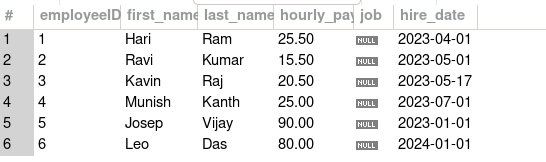 # employeeID first_name last_name hourly_pay job hire_date
1 1 Hari Ram 25.50 NULL 2023-04-01
2 2 Ravi Kumar 15.50 NULL 2023-05-01
3 3 Kavin Raj 20.50 NULL 2023-05-17
4 4 Munish Kanth 25.00 NULL 2023-07-01
5 5 Josep Vijay 90.00 NULL 2023-01-01
6 6 Leo Das 80.00 NULL 2024-01-01